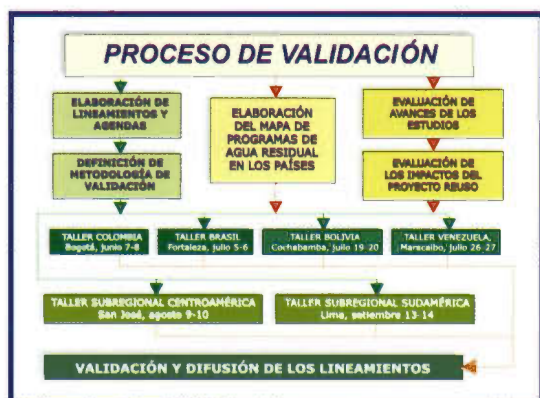 PROCESO DE VALIDACIÓN
ELABORACIÓN DE
LINEAMIENTOS Y
AGENDAS
DEFINICIÓN DE
METODOLOGÍA DE
VALIDACIÓN
ELABORACIÓN
DEL MAPA DE
PROGRAMAS DE
AGUA RESIDUAL
EN LOS PAÍSES
EVALUACIÓN DE
AVANCES DE LOS
ESTUDIOS
EVALUACIÓN DE
LOS IMPACTOS DEL
PROYECTO REUSO
TALLER COLOMBIA
Bogotá, junio 7-8
TALLER BRASIL
Fortaleza, julio 5-6
TALLER BOLIVIA
Cochabamba, julio 19-20
TALLER VENEZUELA,
Maracaibo, julio 26-27
TALLER SUBREGIONAL CENTROAMÉRICA
San José, agosto 9-10
TALLER SUBREGIONAL SUDAMÉRICA
Lima, setiembre 13-14
VALIDACIÓN Y DIFUSIÓN DE LOS LINEAMIENTOS